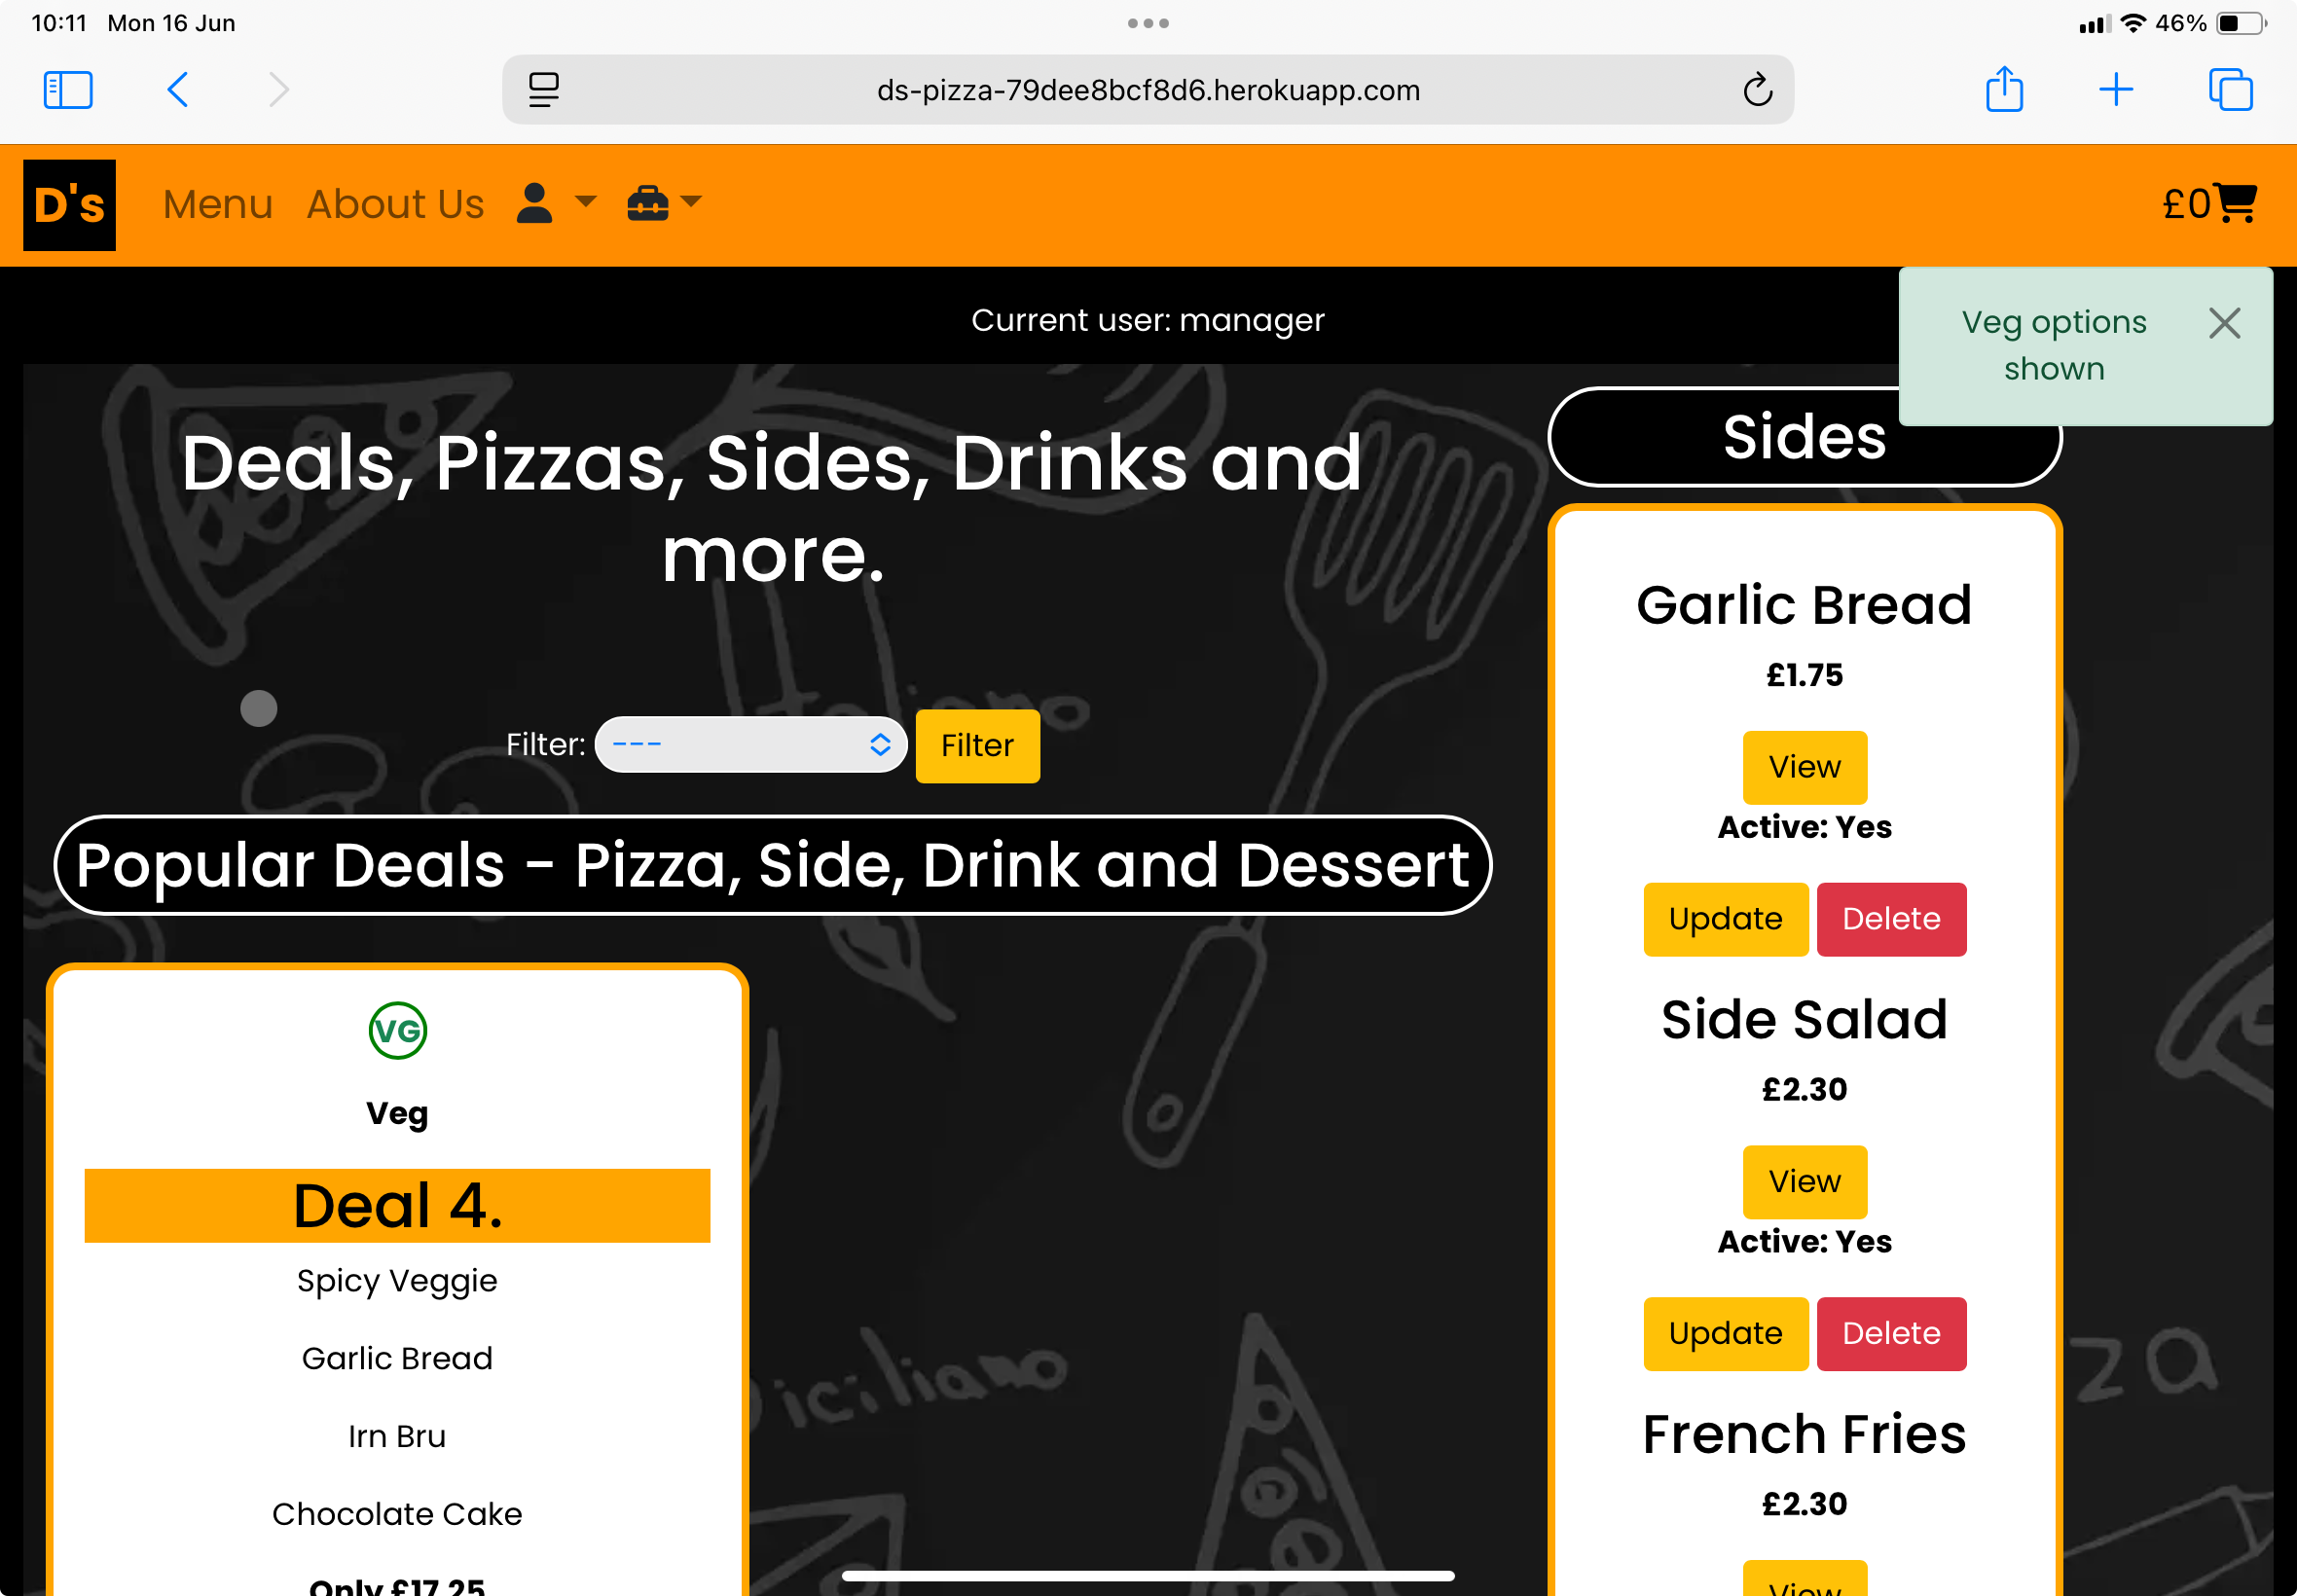 10:11 Mon 16 Jun
46%
ds-pizza-79dee8bcf8d6.herokuapp.com
D's
Menu
About Us
£0
Current user: manager
Veg options
shown
Deals, Pizzas, Sides, Drinks and
more.
Filter:
---
Filter
Popular Deals - Pizza, Side, Drink and Dessert
VG
Veg
Deal 4.
Spicy Veggie
Garlic Bread
Irn Bru
Chocolate Cake
Only £17.25
Sides
Garlic Bread
£1.75
View
Active: Yes
Update
Delete
Side Salad
£2.30
View
Active: Yes
Update
Delete
French Fries
£2.30
View